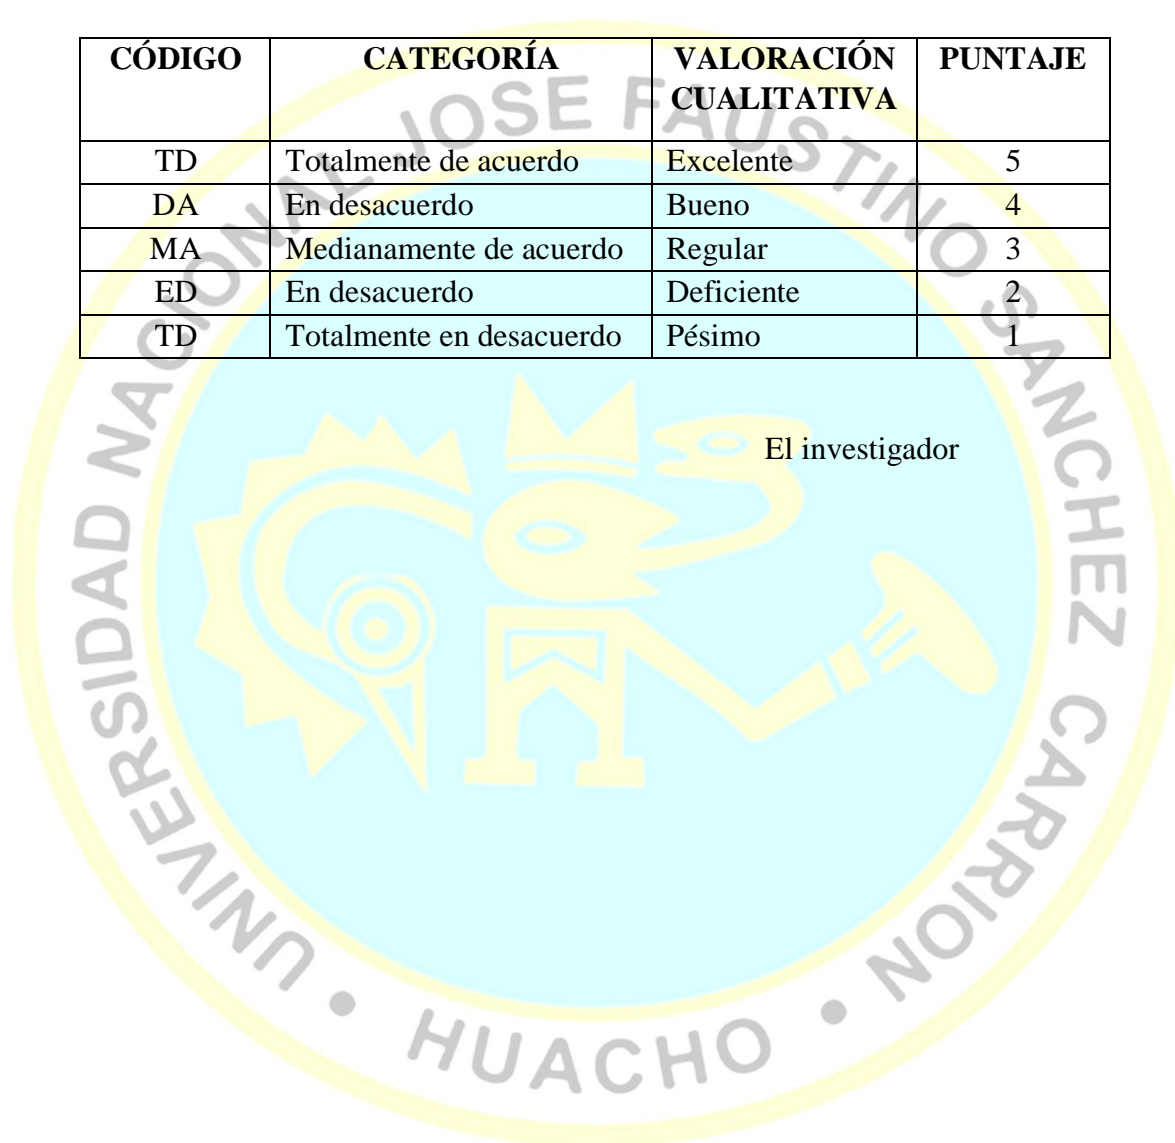 CÓDIGO CATEGORÍA VALORACIÓN CUALITATIVA PUNTAJE
TD Totalmente de acuerdo Excelente 5
DA En desacuerdo Bueno 4
MA Medianamente de acuerdo Regular 3
ED En desacuerdo Deficiente 2
TD Totalmente en desacuerdo Pésimo 1
El investigador
UNIVERSIDAD NACIONAL JOSE FAUSTINO SANCHEZ CARRION
• HUACHO •